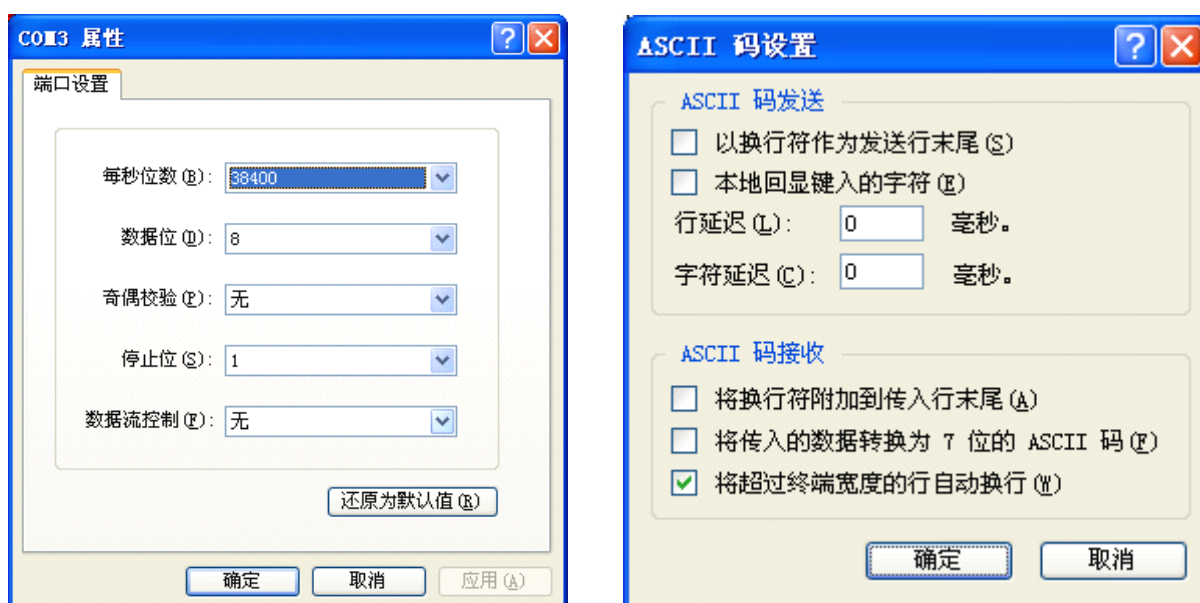 COM3 属性
端口设置
每秒位数(B): 38400
数据位(D): 8
奇偶校验(P): 无
停止位(S): 1
数据流控制(F): 无
还原为默认值(R)
确定 取消 应用(A)
ASCII 码设置
ASCII 码发送
以换行符作为发送行末尾(S)
本地回显键入的字符(E)
行延迟(L): 0 毫秒。
字符延迟(C): 0 毫秒。
ASCII 码接收
将换行符附加到传入行末尾(A)
将传入的数据转换为 7 位的 ASCII 码(F)
将超过终端宽度的行自动换行(W)
确定 取消